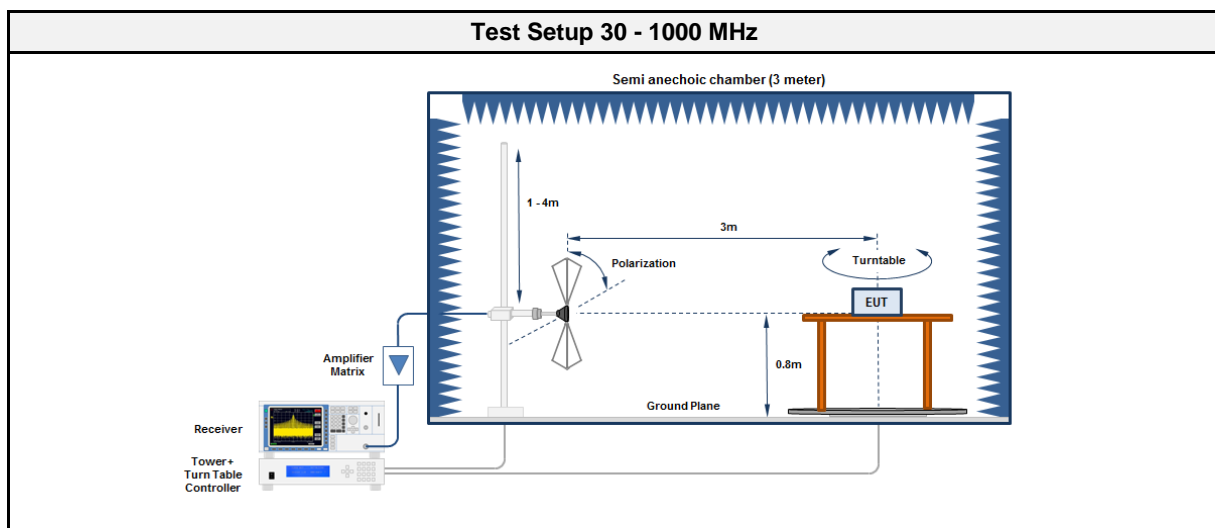 Test Setup 30 - 1000 MHz
Semi anechoic chamber (3 meter)
1 - 4m
3m
Polarization
Turntable
EUT
0.8m
Amplifier
Matrix
Ground Plane
Receiver
Tower+
Turn Table
Controller